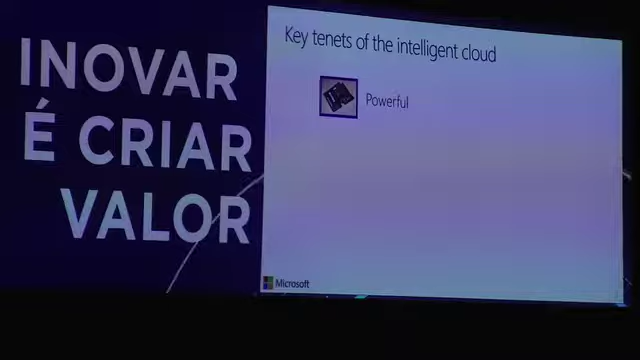 INOVAR
É CRIAR
VALOR
Key tenets of the intelligent cloud
Powerful
Microsoft